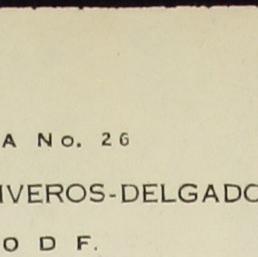 A No. 26
IVEROS-DELGADO
O D F.